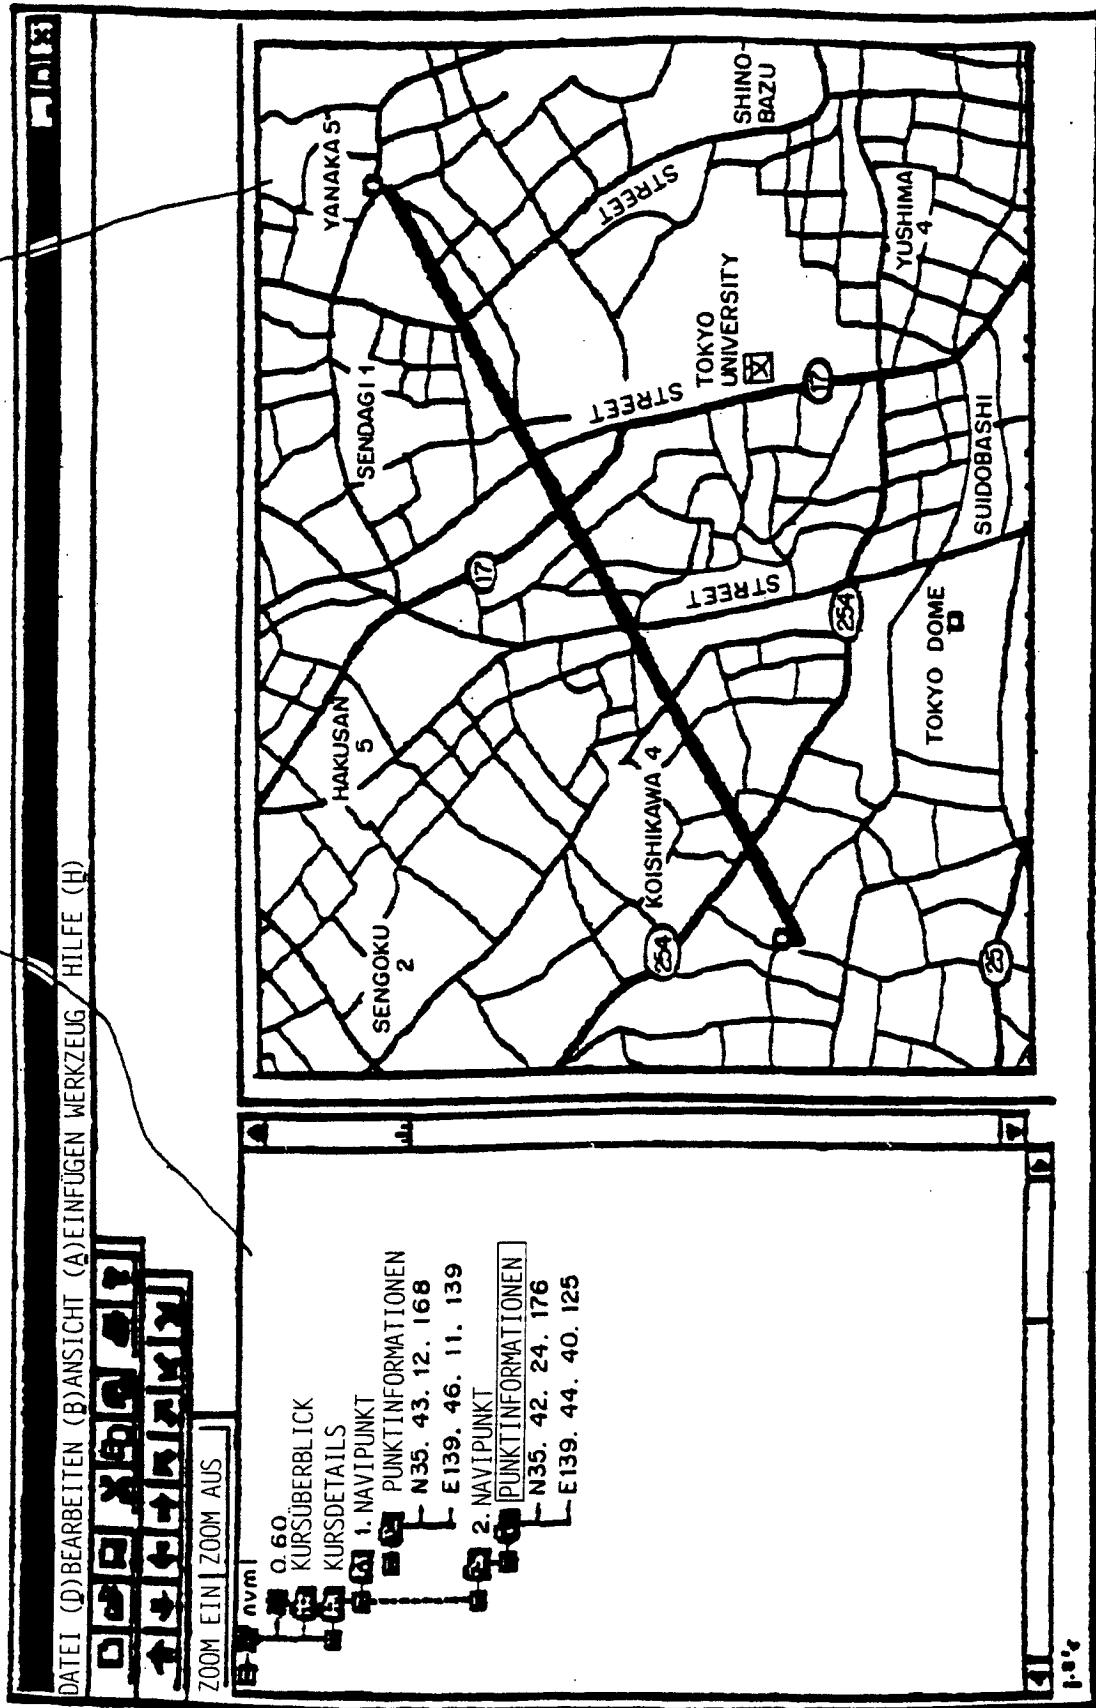 DATEI (D)BEARBEITEN (B)ANSICHT (A)EINFÜGEN WERKZEUG HILFE (H)
ZOOM EIN ZOOM AUS
nvml
0.60
KURSÜBERBLICK
KURSDETAILS
1. NAVIPUNKT
PUNKTINFORMATIONEN
N35. 43. 12. 168
E139. 46. 11. 139
2. NAVIPUNKT
PUNKTINFORMATIONEN
N35. 42. 24. 176
E139. 44. 40. 125
YANAKA 5
SENDAGI 1
HAKUSAN
5
SENGOKU
2
17
STREET
SHINO-
BAZU
TOKYO
UNIVERSITY
STREET
17
YUSHIMA
4
STREET
254
KOISHIKAWA 4
254
TOKYO DOME
SUIDOBASHI
25